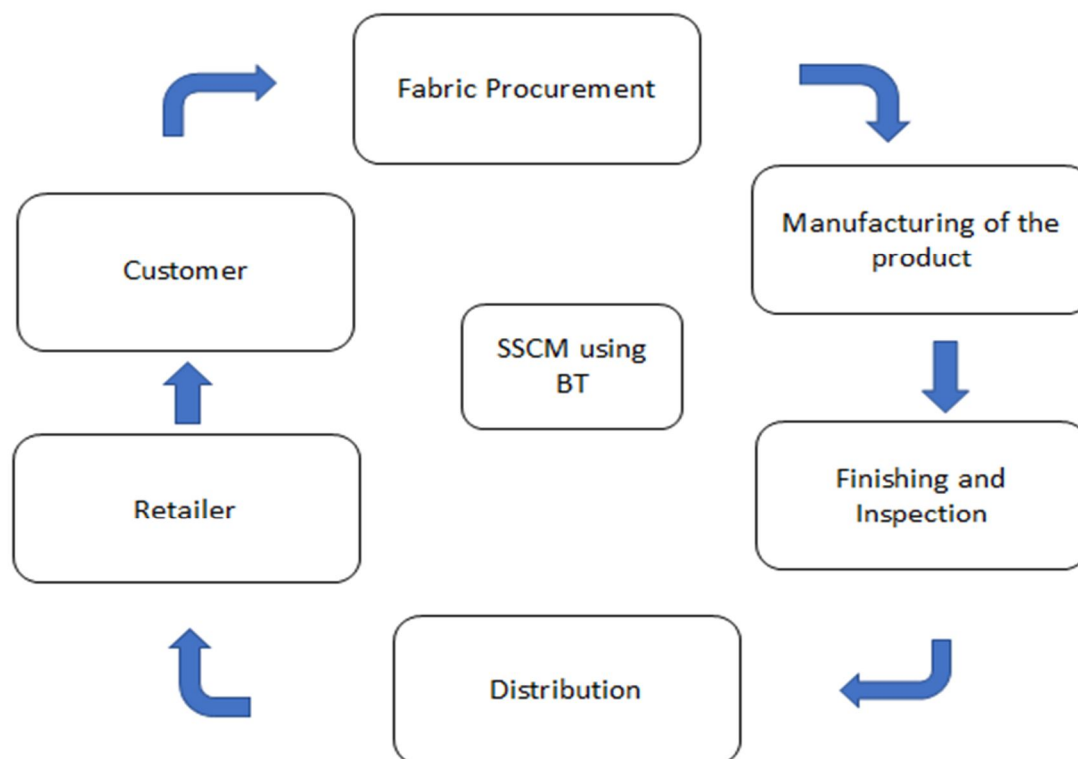 Fabric Procurement
Manufacturing of the
product
Customer
SSCM using
BT
Finishing and
Inspection
Retailer
Distribution